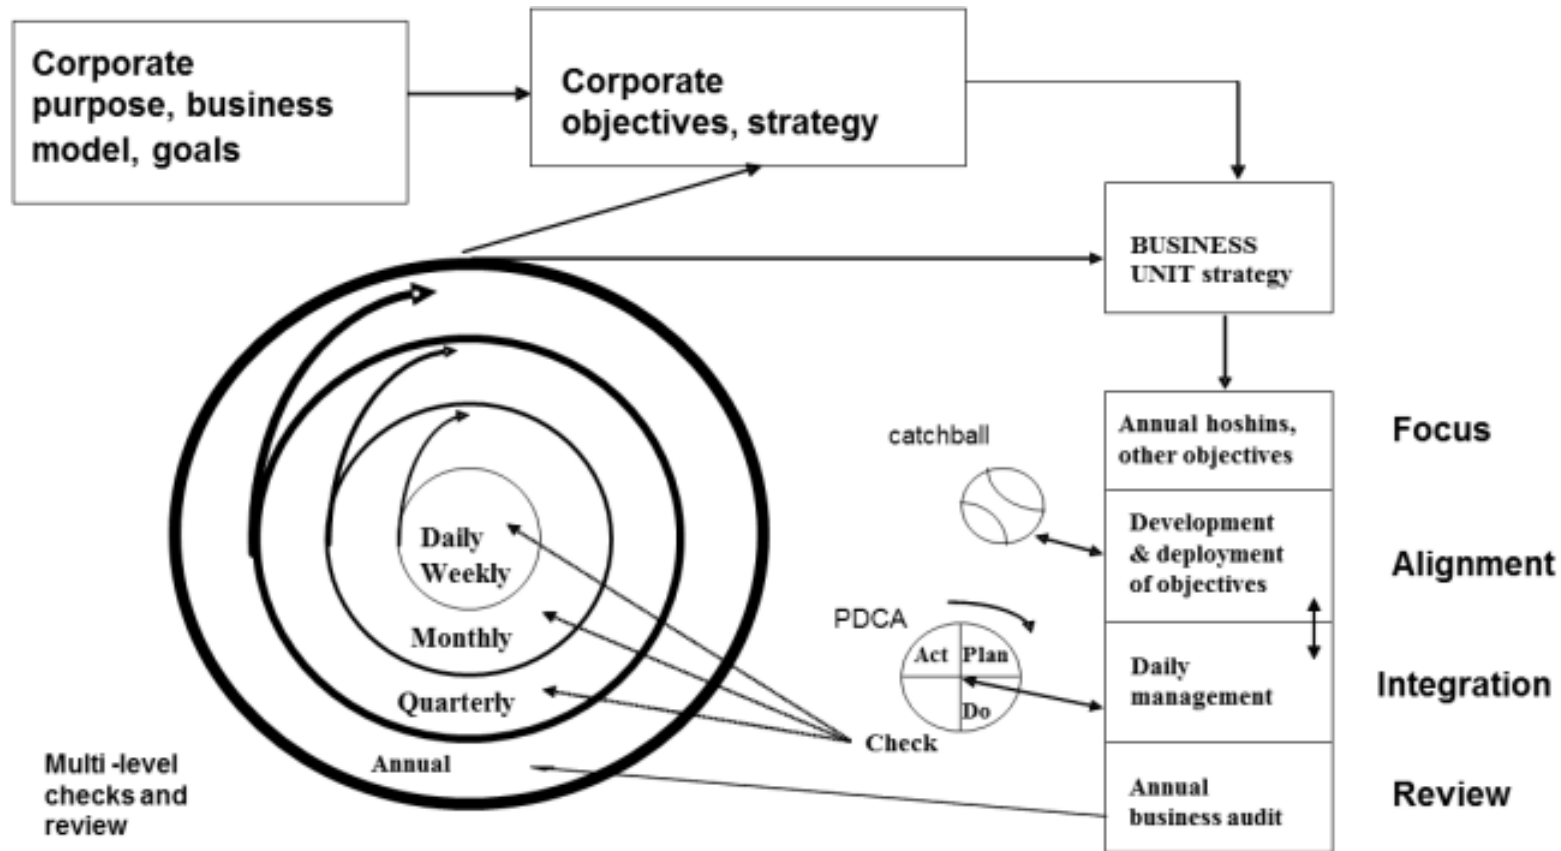 Corporate
purpose, business
model, goals
Corporate
objectives, strategy
BUSINESS
UNIT strategy
Annual hoshins,
other objectives
Focus
catchball
Development
& deployment
of objectives
Alignment
PDCA
Act Plan
Do
Check
Daily
management
Integration
Annual
business audit
Review
Daily
Weekly
Monthly
Quarterly
Annual
Multi -level
checks and
review